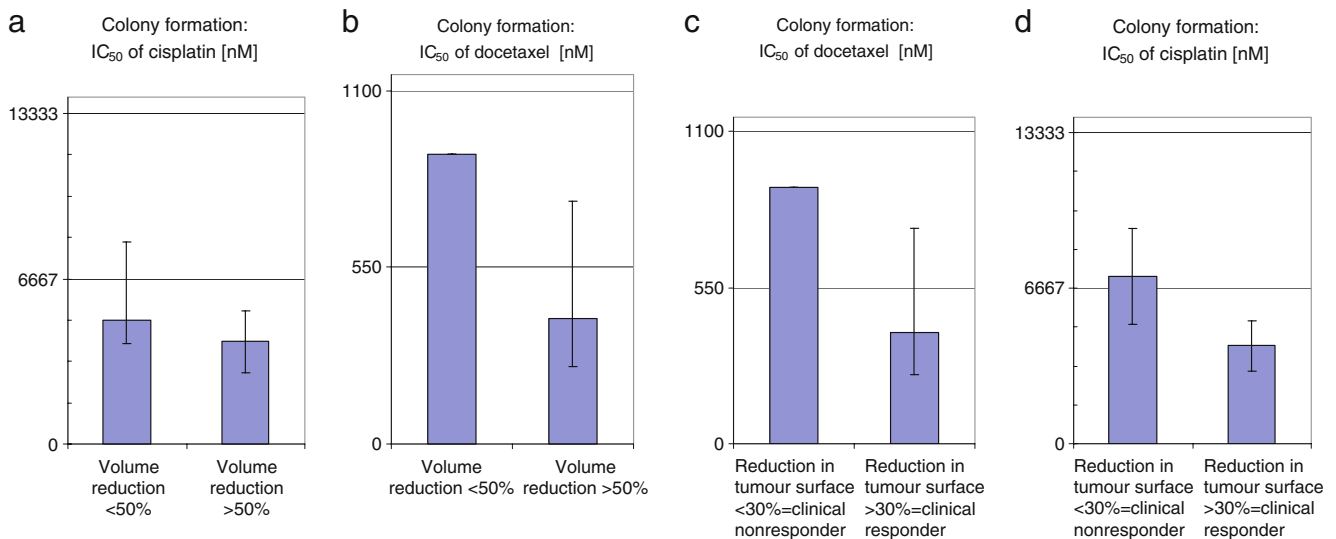 a
Colony formation:
IC50 of cisplatin [nM]
13333
6667
0
Volume
reduction
<50%
Volume
reduction
>50%
b
Colony formation:
IC50 of docetaxel [nM]
1100
550
0
Volume
reduction <50%
Volume
reduction >50%
c
Colony formation:
IC50 of docetaxel [nM]
1100
550
0
Reduction in
tumour surface
<30%=clinical
nonresponder
Reduction in
tumour surface
>30%=clinical
responder
d
Colony formation:
IC50 of cisplatin [nM]
13333
6667
0
Reduction in
tumour surface
<30%=clinical
nonresponder
Reduction in
tumour surface
>30%=clinical
responder